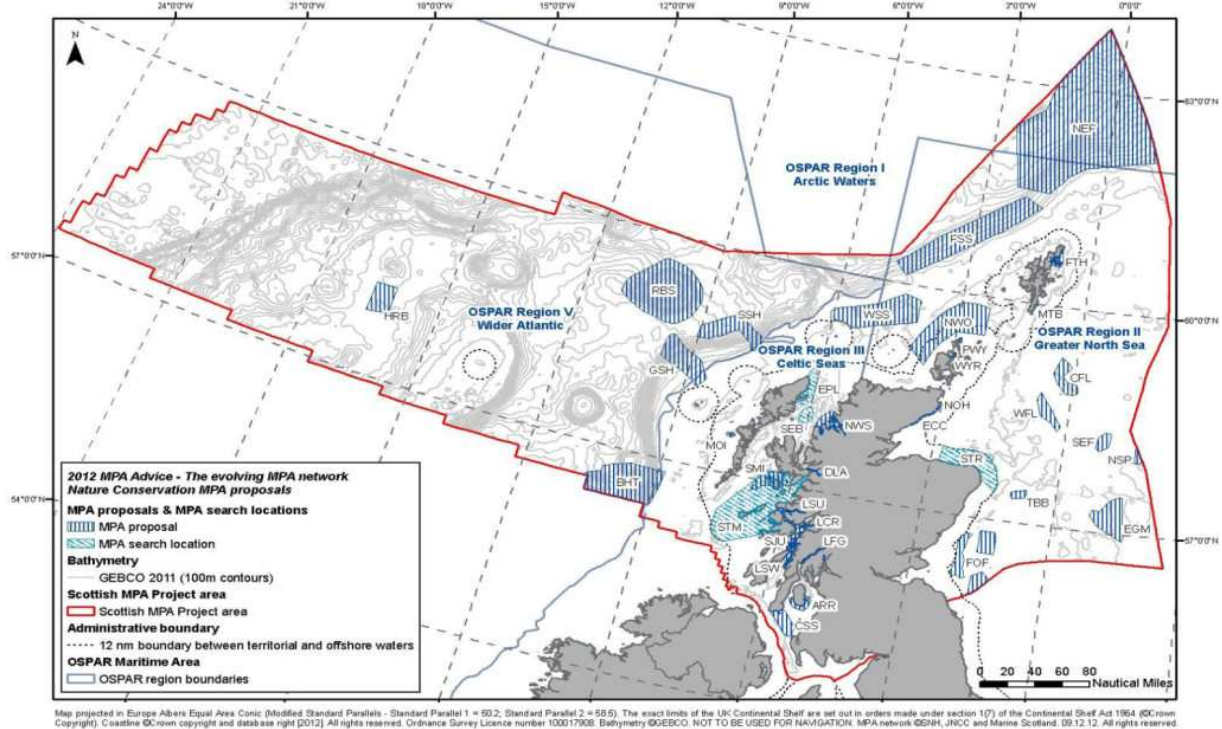 24°0'0"W
21°0'0"W
18°0'0"W
15°0'0"W
12°0'0"W
9°0'0"W
6°0'0"W
3°0'0"W
0°0'0"
N
63°0'0"N
NEF
OSPAR Region I
Arctic Waters
FSS
57°0'0"N
FTH
RBS
HRB
OSPAR Region V
Wider Atlantic
SSH
WSS
NWO
MTB
60°0'0"N
OSPAR Region II
Greater North Sea
OSPAR Region III
Celtic Seas
PWY
WYR
GSH
CFL
EPL
NOH
WFL
SEB
NWS
ECC
MOI
SEF
NSP
STR
SMI
DLA
BHT
TBB
LSU
EGM
54°0'0"N
STM
LCR
SJU
LFG
57°0'0"N
FOF
LSW
ARR
CSS
2012 MPA Advice - The evolving MPA network
Nature Conservation MPA proposals
MPA proposals & MPA search locations
MPA proposal
MPA search location
Bathymetry
GEBCO 2011 (100m contours)
Scottish MPA Project area
Scottish MPA Project area
Administrative boundary
12 nm boundary between territorial and offshore waters
OSPAR Maritime Area
OSPAR region boundaries
0 20 40 60 80
Nautical Miles
Map projected in Europe Albers Equal Area Conic (Modified Standard Parallels - Standard Parallel 1 = 50.2; Standard Parallel 2 = 58.5). The exact limits of the UK Continental Shelf are set out in orders made under section 1(7) of the Continental Shelf Act 1964 (©Crown
Copyright). Coastline ©Crown copyright and database right [2012]. All rights reserved. Ordnance Survey Licence number 100017908. Bathymetry ©GEBCO. NOT TO BE USED FOR NAVIGATION. MPA network ©SNH, JNCC and Marine Scotland. 09.12.12. All rights reserved.